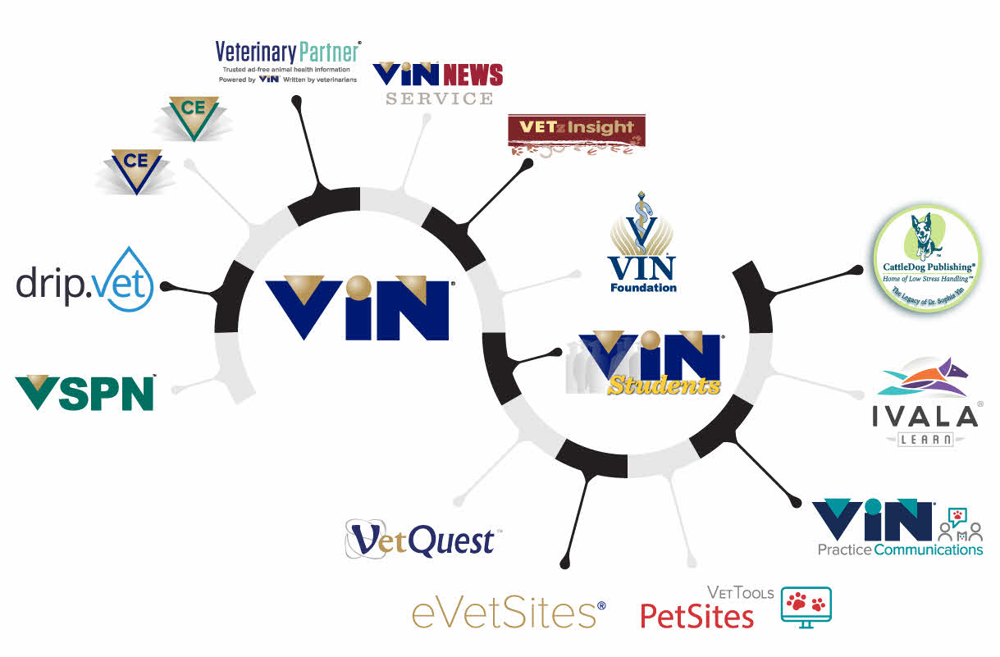 Veterinary Partner®
Trusted ad-free animal health information
Powered by ViN® Written by veterinarians
ViN NEWS
SERVICE
VETzInsight
CE
CE
drip.vet
ViN®
VSPN™
VIN®
Foundation
ViN®
Students
™
CattleDog Publishing®
Home of Low Stress Handling™
The Legacy of Dr. Sophia Yin
IVALA®
LEARN
ViN®
Practice Communications
VetQuest™
eVetSites®
VETTOOLS
PetSites